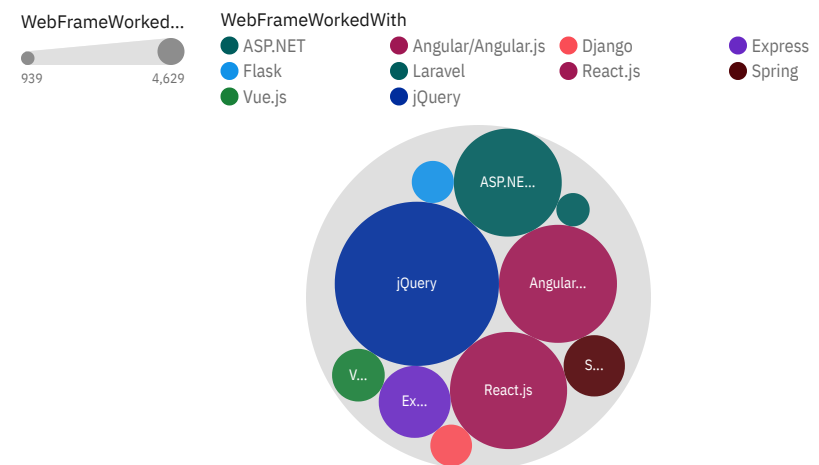 WebFrameWorked...
939
4,629
WebFrameWorkedWith
ASP.NET
Angular/Angular.js
Django
Express
Flask
Laravel
React.js
Spring
Vue.js
jQuery
ASP.NE...
jQuery
Angular...
S...
V...
React.js
Ex...